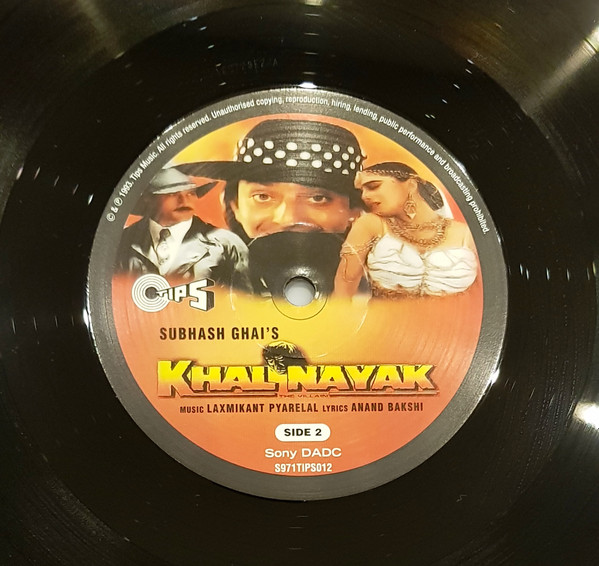 © & ℗ 1993. Tips Music. All rights reserved. Unauthorised copying, reproduction, hiring, lending, public performance and broadcasting prohibited.
TIPS
SUBHASH GHAI'S
KHALNAYAK
THE VILLAIN
MUSIC LAXMIKANT PYARELAL LYRICS ANAND BAKSHI
SIDE 2
Sony DADC
S971TIPS012